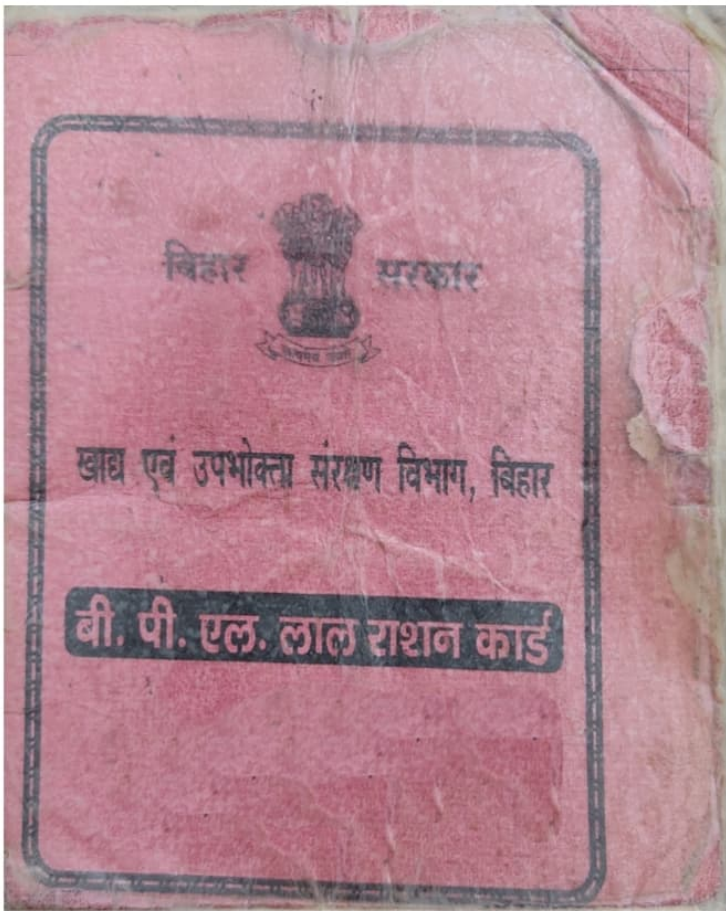 बिहार सरकार
सत्यमेव जयते
खाद्य एवं उपभोक्ता संरक्षण विभाग, बिहार
बी. पी. एल. लाल राशन कार्ड